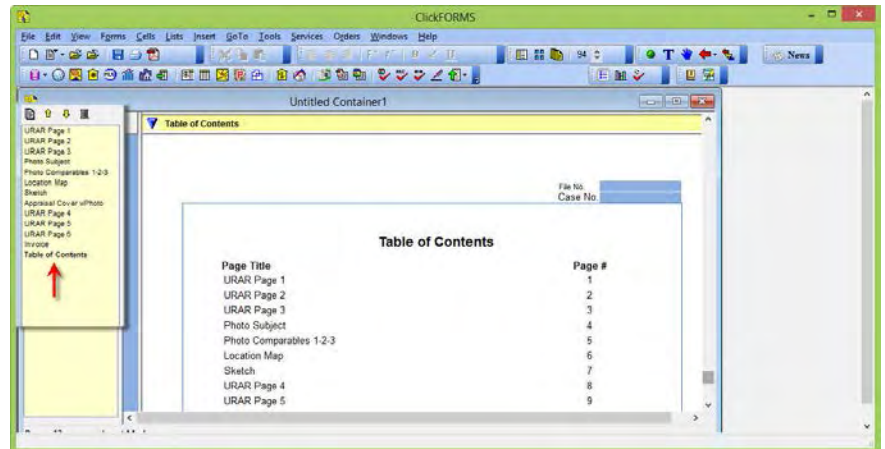 ClickFORMS
File Edit View Forms Cells Lists Insert GoTo Tools Services Orders Windows Help
94
News
Untitled Container1
Table of Contents
URAR Page 1
URAR Page 2
URAR Page 3
Photo Subject
Photo Comparables 1-2-3
Location Map
Sketch
Appraisal Cover w/Photo
URAR Page 4
URAR Page 5
URAR Page 6
Invoice
Table of Contents
File No.
Case No.
Table of Contents
Page Title Page #
URAR Page 1 1
URAR Page 2 2
URAR Page 3 3
Photo Subject 4
Photo Comparables 1-2-3 5
Location Map 6
Sketch 7
URAR Page 4 8
URAR Page 5 9